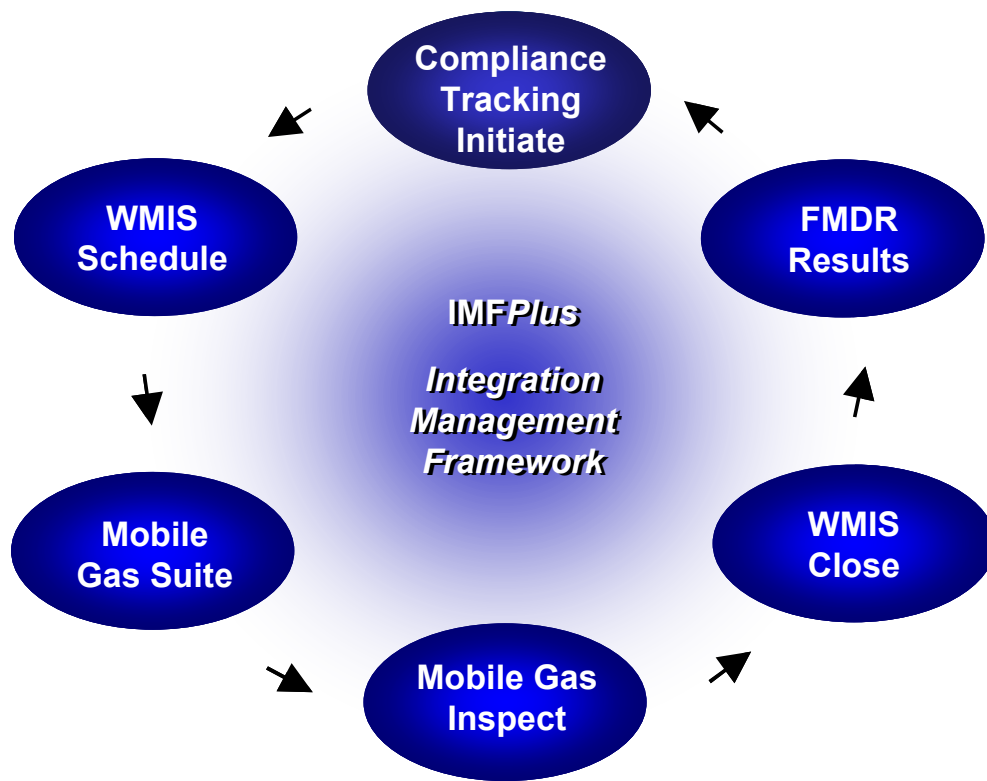 Compliance
Tracking
Initiate
WMIS
Schedule
FMDR
Results
IMFPlus
Integration
Management
Framework
Mobile
Gas Suite
WMIS
Close
Mobile Gas
Inspect